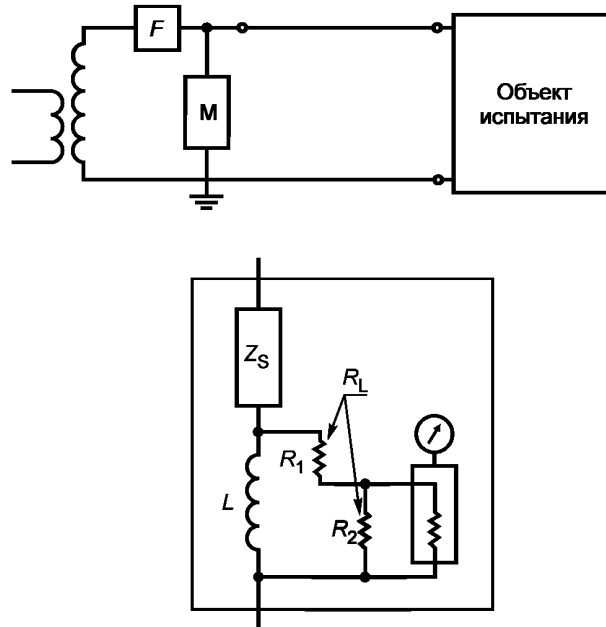 F
M
Объект
испытания
Z_S
R_L
R_1
L
R_2